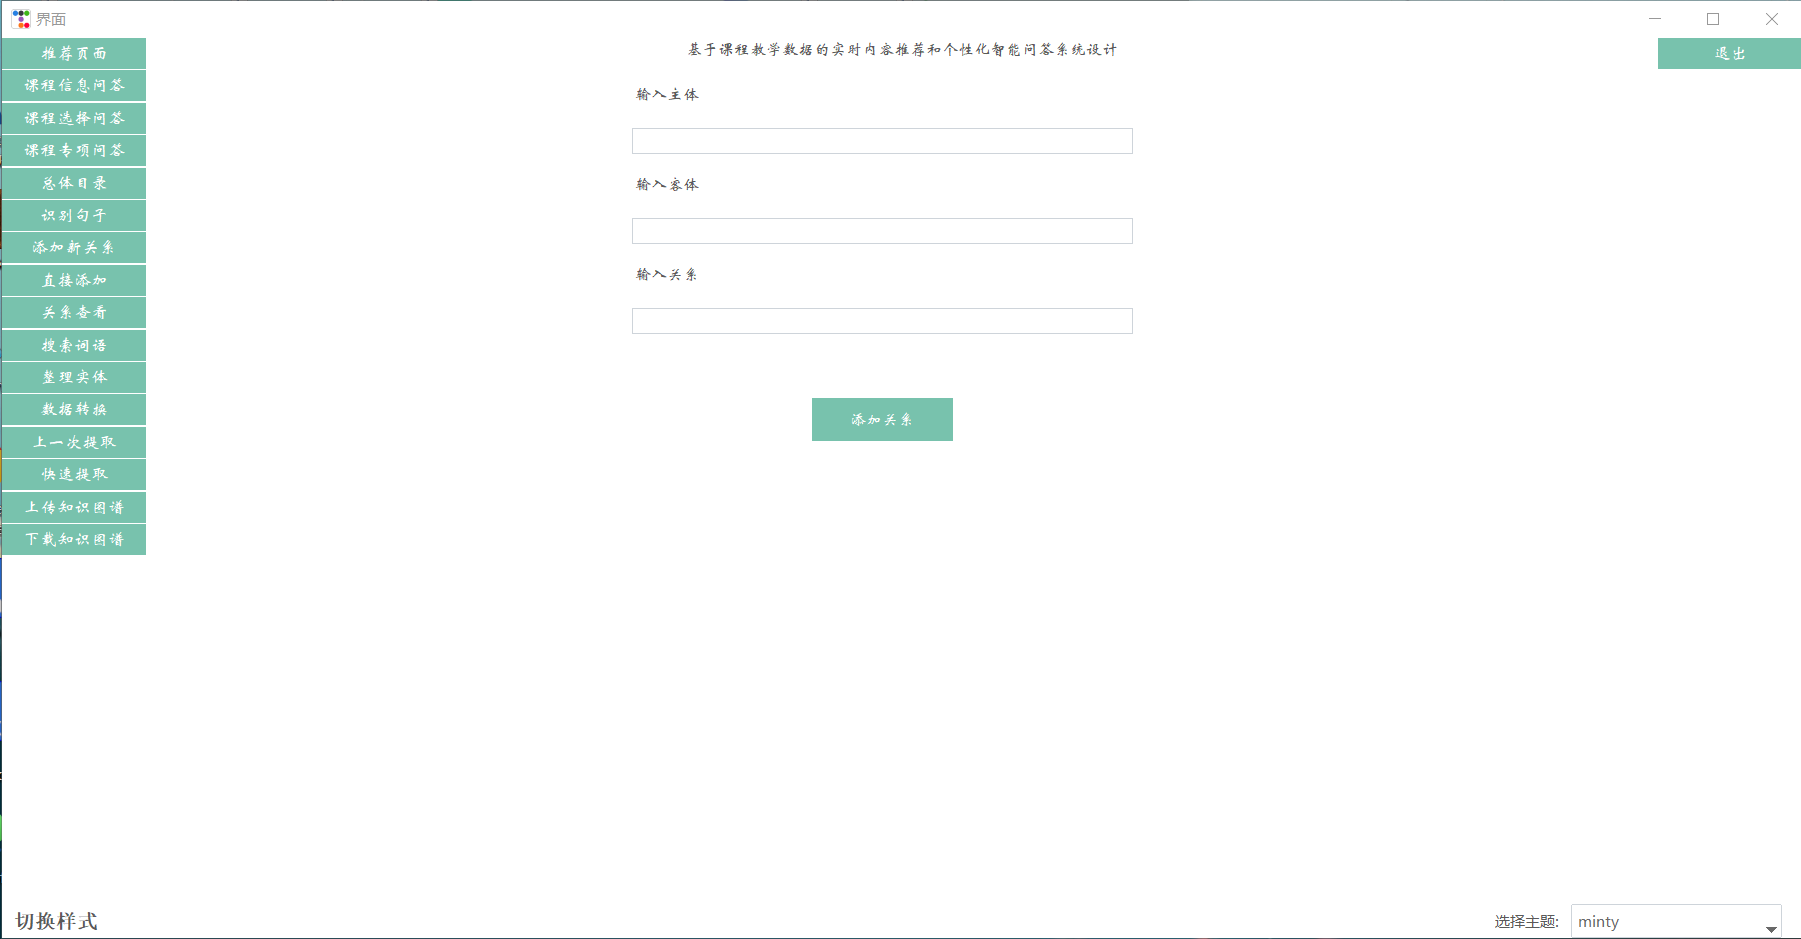 界面
基于课程教学数据的实时内容推荐和个性化智能问答系统设计
退出
推荐页面
课程信息问答
课程选择问答
课程专项问答
总体目录
识别句子
添加新关系
直接添加
关系查看
搜索词语
整理实体
数据转换
上一次提取
快速提取
上传知识图谱
下载知识图谱
输入主体
输入客体
输入关系
添加关系
切换样式
选择主题:
minty